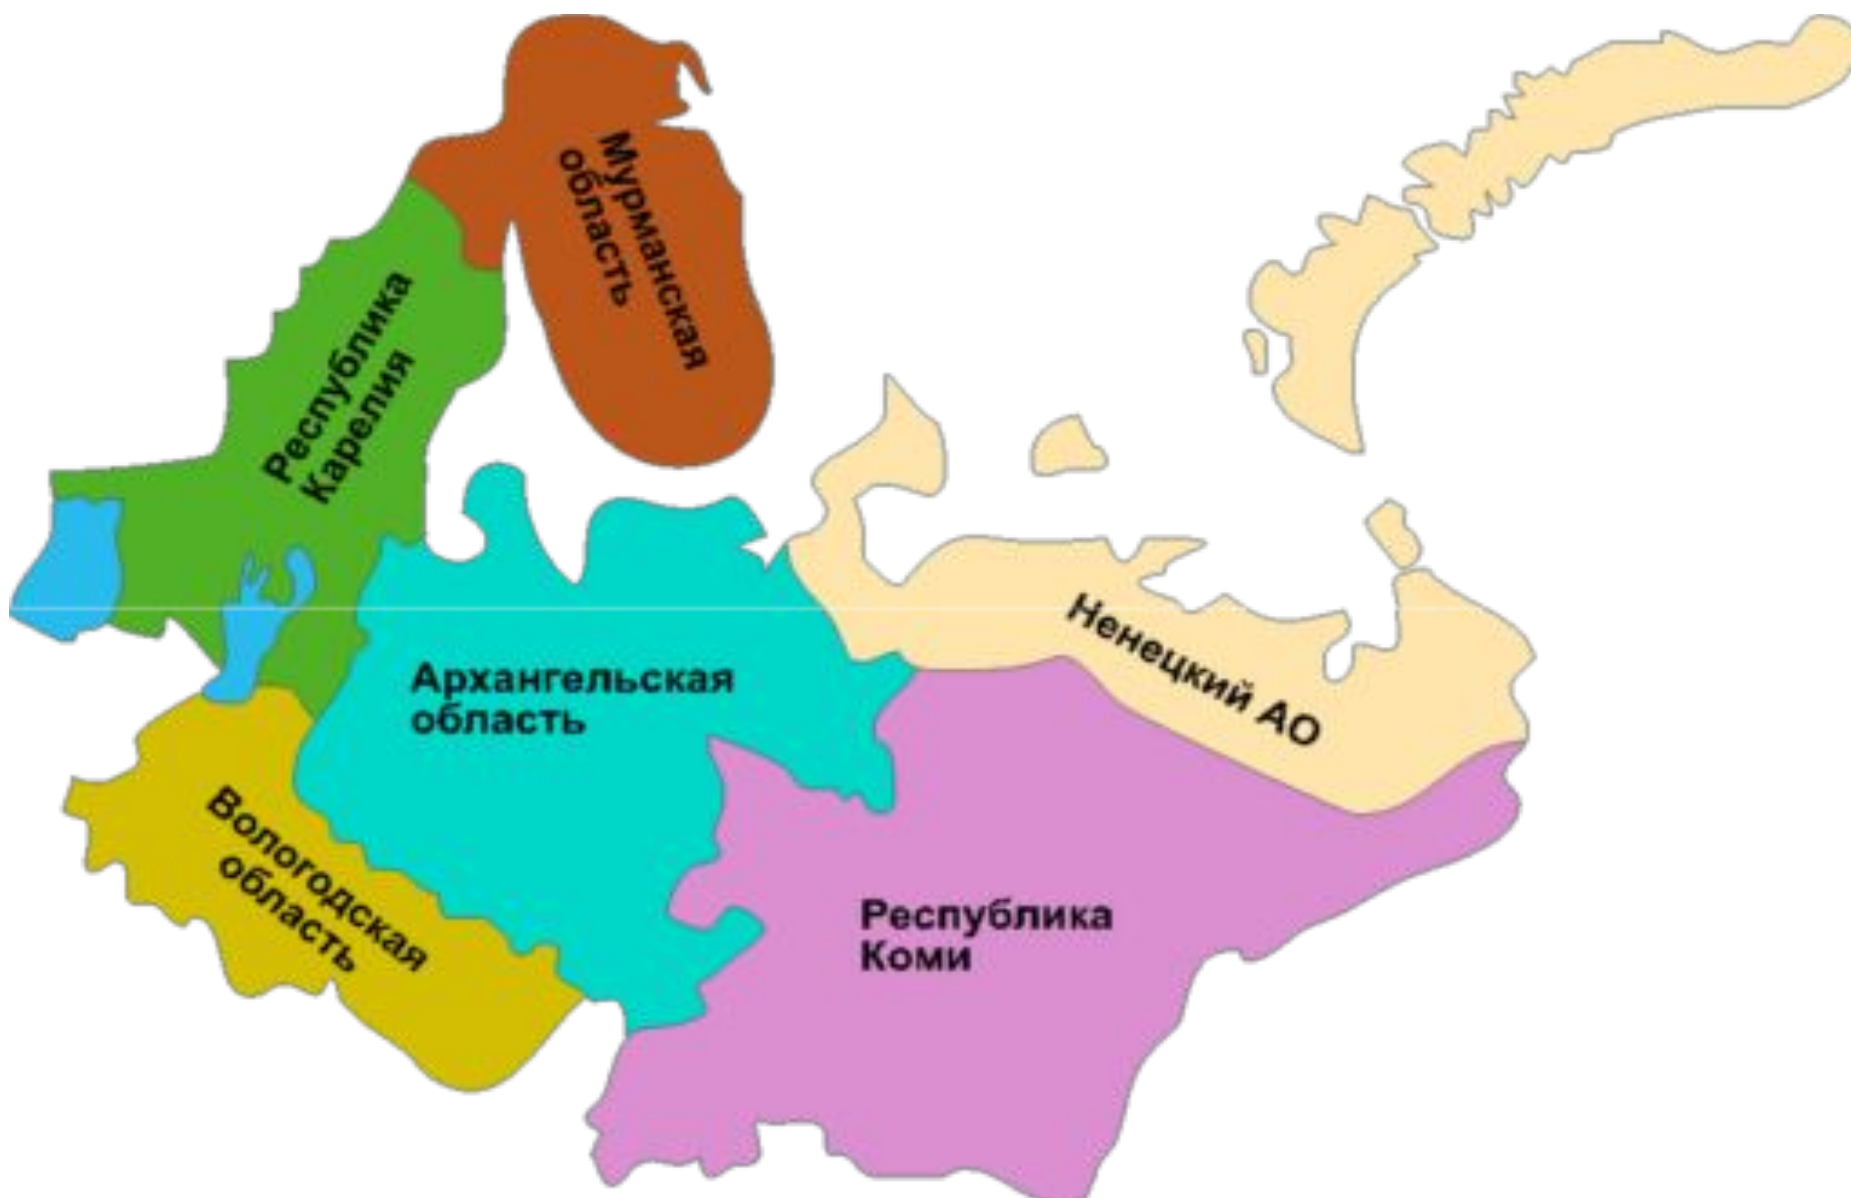 Мурманская
область
Республика
Карелия
Ненецкий АО
Архангельская
область
Вологодская
область
Республика
Коми